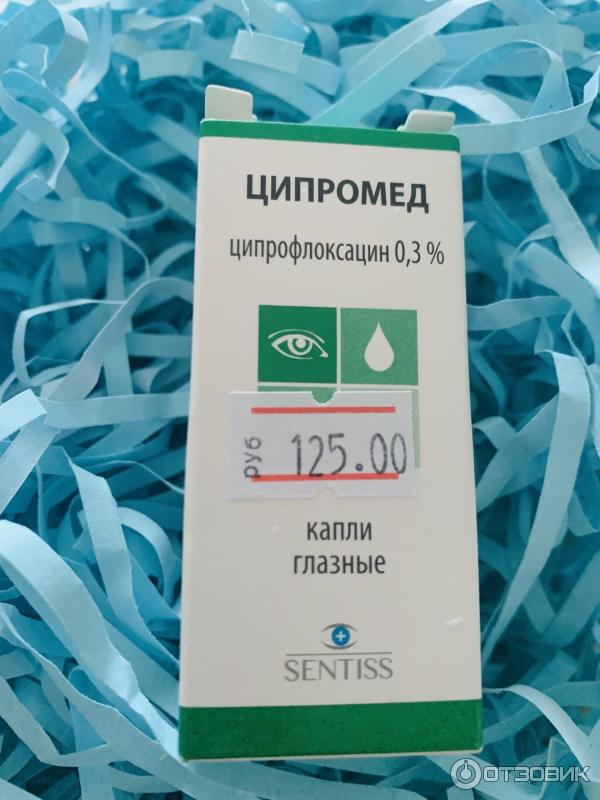 ЦИПРОМЕД
ципрофлоксацин 0,3 %
руб 125.00
капли
глазные
SENTISS
ОТЗОВИК